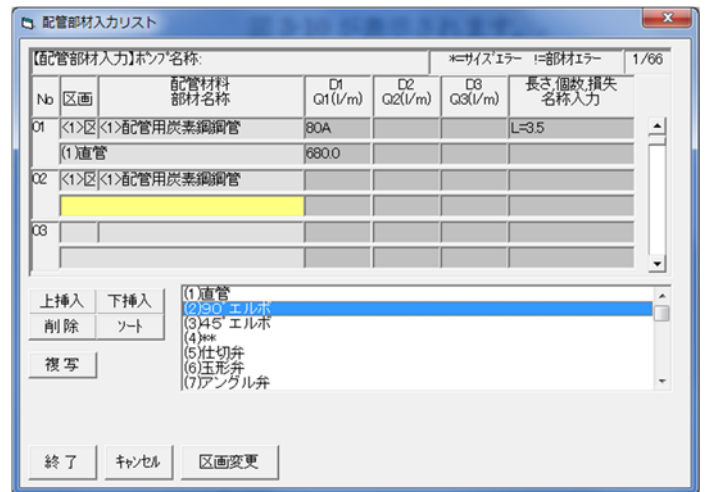 配管部材入力リスト
【配管部材入力】ポンプ名称: *=サイズエラー !=部材エラー 1/66
No 区画 配管材料 部材名称 D1 Q1(l/m) D2 Q2(l/m) D3 Q3(l/m) 長さ,個数,損失 名称入力
01 <1>区 <1>配管用炭素鋼鋼管 80A L=3.5
(1)直管 680.0
02 <1>区 <1>配管用炭素鋼鋼管
03
上挿入 下挿入
削除 ソート
複写
(1)直管
(2)90ﾟエルボ
(3)45ﾟエルボ
(4)**
(5)仕切弁
(6)玉形弁
(7)アングル弁
終了 キャンセル 区画変更